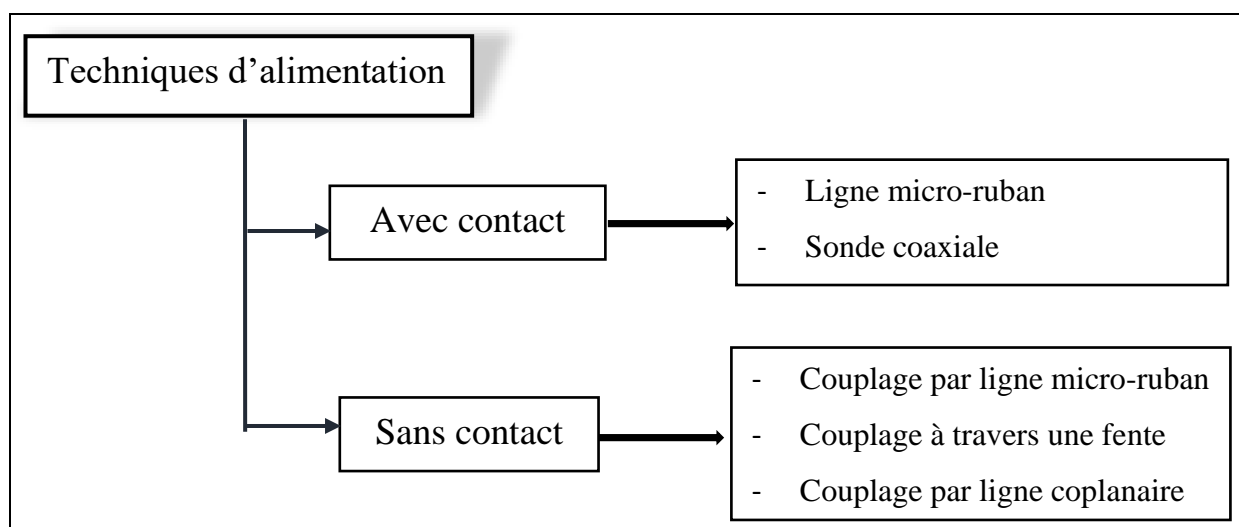 Techniques d’alimentation
Avec contact
- Ligne micro-ruban
- Sonde coaxiale
Sans contact
- Couplage par ligne micro-ruban
- Couplage à travers une fente
- Couplage par ligne coplanaire